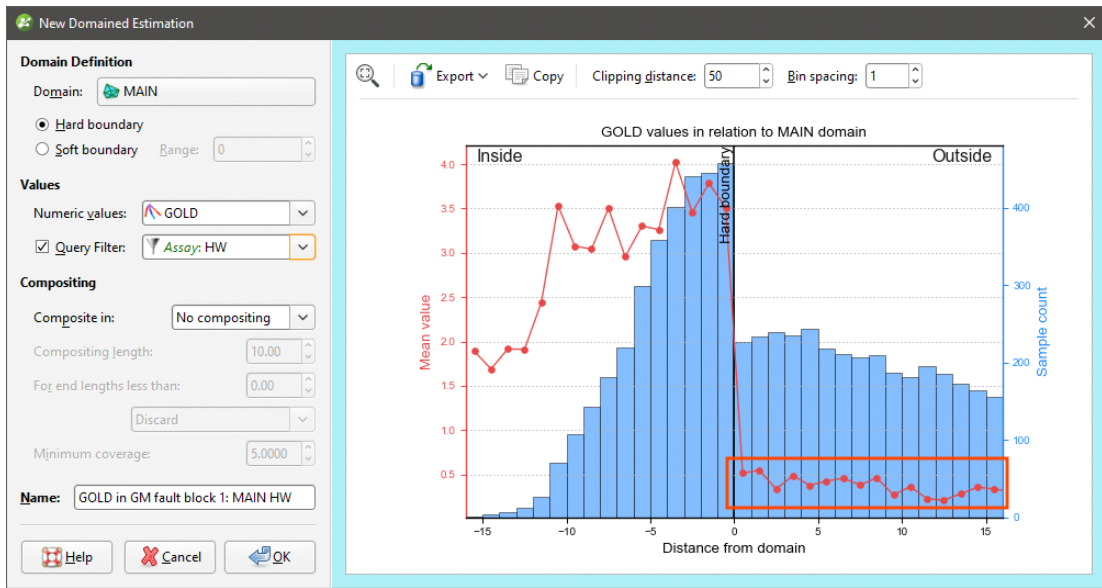 New Domained Estimation
Domain Definition
Domain: MAIN
Hard boundary
Soft boundary Range: 0
Values
Numeric values: GOLD
Query Filter: Assay: HW
Compositing
Composite in: No compositing
Compositing length: 10.00
For end lengths less than: 0.00
Discard
Minimum coverage: 5.0000
Name: GOLD in GM fault block 1: MAIN HW
Help Cancel OK
Export Copy Clipping distance: 50 Bin spacing: 1
GOLD values in relation to MAIN domain
Inside Outside
Hard boundary
Mean value
4.0
3.5
3.0
2.5
2.0
1.5
1.0
0.5
Sample count
400
300
200
100
0
−15 −10 −5 0 5 10 15
Distance from domain